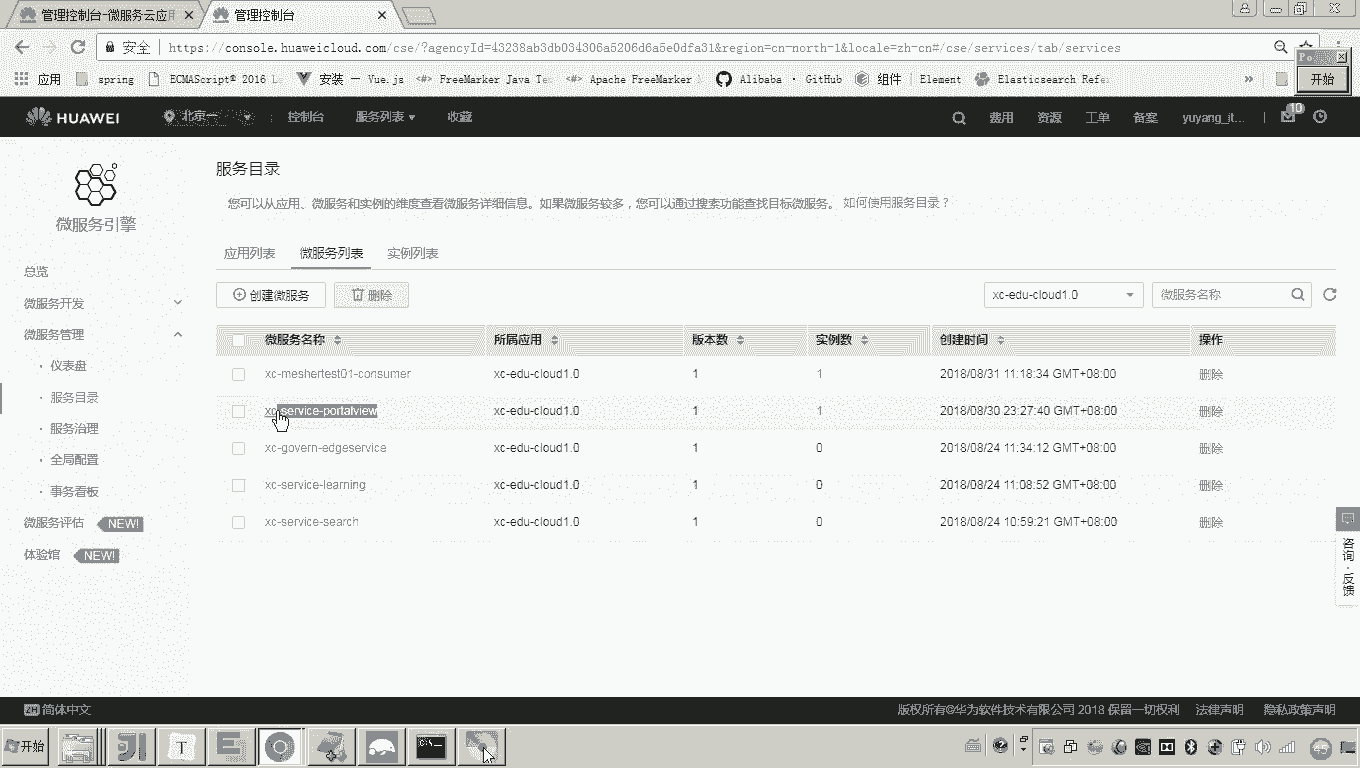 管理控制台-微服务云应用
管理控制台
安全 https://console.huaweicloud.com/cse/?agencyId=43238ab3db034306a5206d6a5e0dfa31&region=cn-north-1&locale=zh-cn#/cse/services/tab/services
应用 spring ECMAScript® 2016 安装 — Vue.js FreeMarker Java Te Apache FreeMarker Alibaba · GitHub 组件 | Element Elasticsearch Refe »
开始
HUAWEI 北京一 控制台 服务列表 收藏 费用 资源 工单 备案 yuyang_it... 10
微服务引擎
总览
微服务开发
微服务管理
仪表盘
服务目录
服务治理
全局配置
事务看板
微服务评估 NEW!
体验馆 NEW!
服务目录
您可以从应用、微服务和实例的维度查看微服务详细信息。如果微服务较多，您可以通过搜索功能查找目标微服务。 如何使用服务目录？
应用列表 微服务列表 实例列表
创建微服务 删除 xc-edu-cloud1.0 微服务名称
微服务名称 所属应用 版本数 实例数 创建时间 操作
xc-meshertest01-consumer xc-edu-cloud1.0 1 1 2018/08/31 11:18:34 GMT+08:00 删除
xc-service-portalview xc-edu-cloud1.0 1 1 2018/08/30 23:27:40 GMT+08:00 删除
xc-govern-edgeservice xc-edu-cloud1.0 1 0 2018/08/24 11:34:12 GMT+08:00 删除
xc-service-learning xc-edu-cloud1.0 1 0 2018/08/24 11:08:52 GMT+08:00 删除
xc-service-search xc-edu-cloud1.0 1 0 2018/08/24 10:59:21 GMT+08:00 删除
咨询·反馈
ZH 简体中文 版权所有©华为软件技术有限公司 2018 保留一切权利 法律声明 隐私政策声明
开始